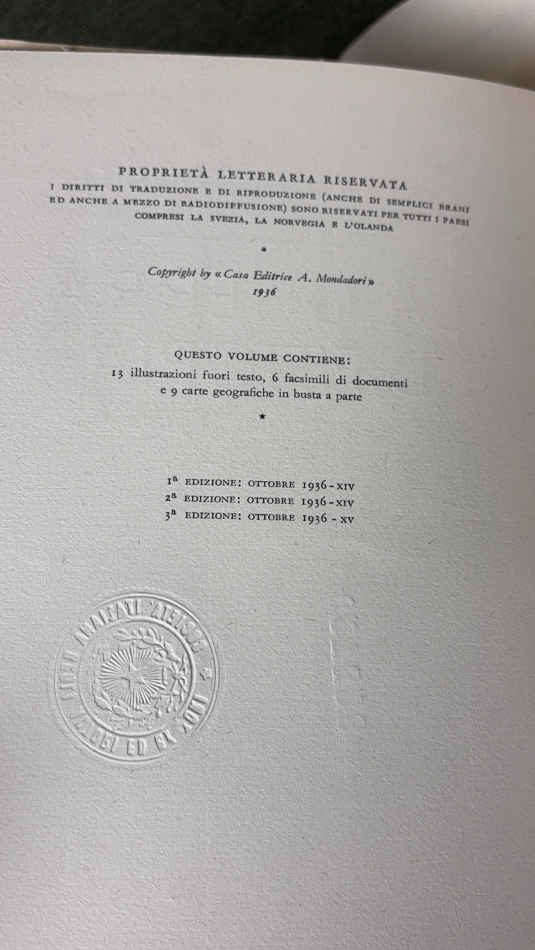 PROPRIETÀ LETTERARIA RISERVATA
I DIRITTI DI TRADUZIONE E DI RIPRODUZIONE (ANCHE DI SEMPLICI BRANI
ED ANCHE A MEZZO DI RADIODIFFUSIONE) SONO RISERVATI PER TUTTI I PAESI
COMPRESI LA SVEZIA, LA NORVEGIA E L'OLANDA
*
Copyright by « Casa Editrice A. Mondadori »
1936
QUESTO VOLUME CONTIENE:
13 illustrazioni fuori testo, 6 facsimili di documenti
e 9 carte geografiche in busta a parte
★
1ª EDIZIONE: OTTOBRE 1936 - XIV
2ª EDIZIONE: OTTOBRE 1936 - XIV
3ª EDIZIONE: OTTOBRE 1936 - XV